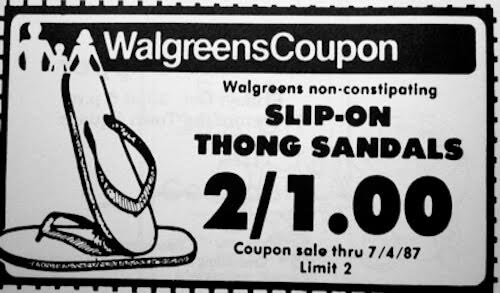 WalgreensCoupon
Walgreens non-constipating
SLIP-ON
THONG SANDALS
2/1.00
Coupon sale thru 7/4/87
Limit 2